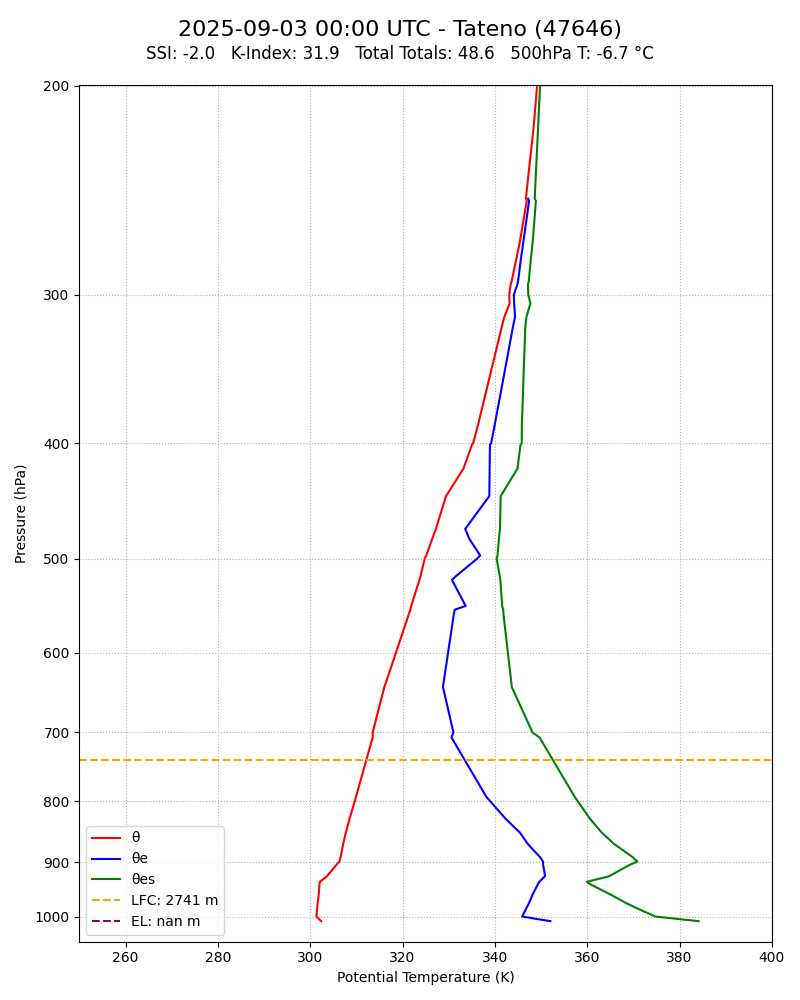 2025-09-03 00:00 UTC - Tateno (47646)
SSI: -2.0   K-Index: 31.9   Total Totals: 48.6   500hPa T: -6.7 °C
200
300
400
500
600
700
800
900
1000
Pressure (hPa)
θ
θe
θes
LFC: 2741 m
EL: nan m
260 280 300 320 340 360 380 400
Potential Temperature (K)